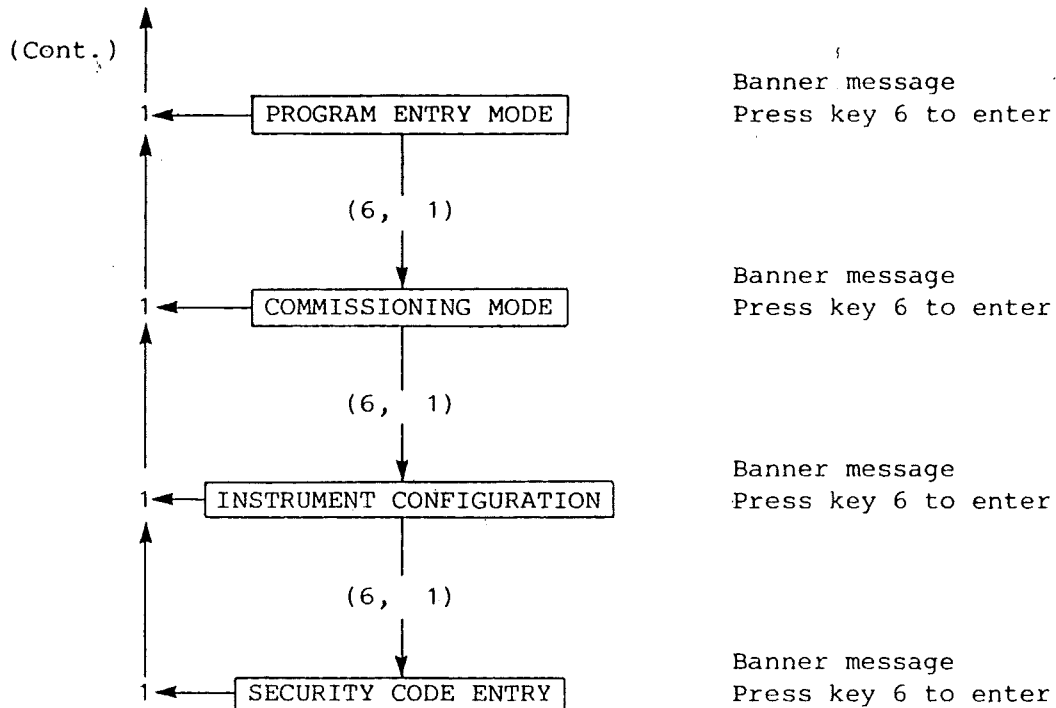 (Cont.)
Banner message
1 PROGRAM ENTRY MODE Press key 6 to enter
(6, 1)
Banner message
1 COMMISSIONING MODE Press key 6 to enter
(6, 1)
Banner message
1 INSTRUMENT CONFIGURATION Press key 6 to enter
(6, 1)
Banner message
1 SECURITY CODE ENTRY Press key 6 to enter